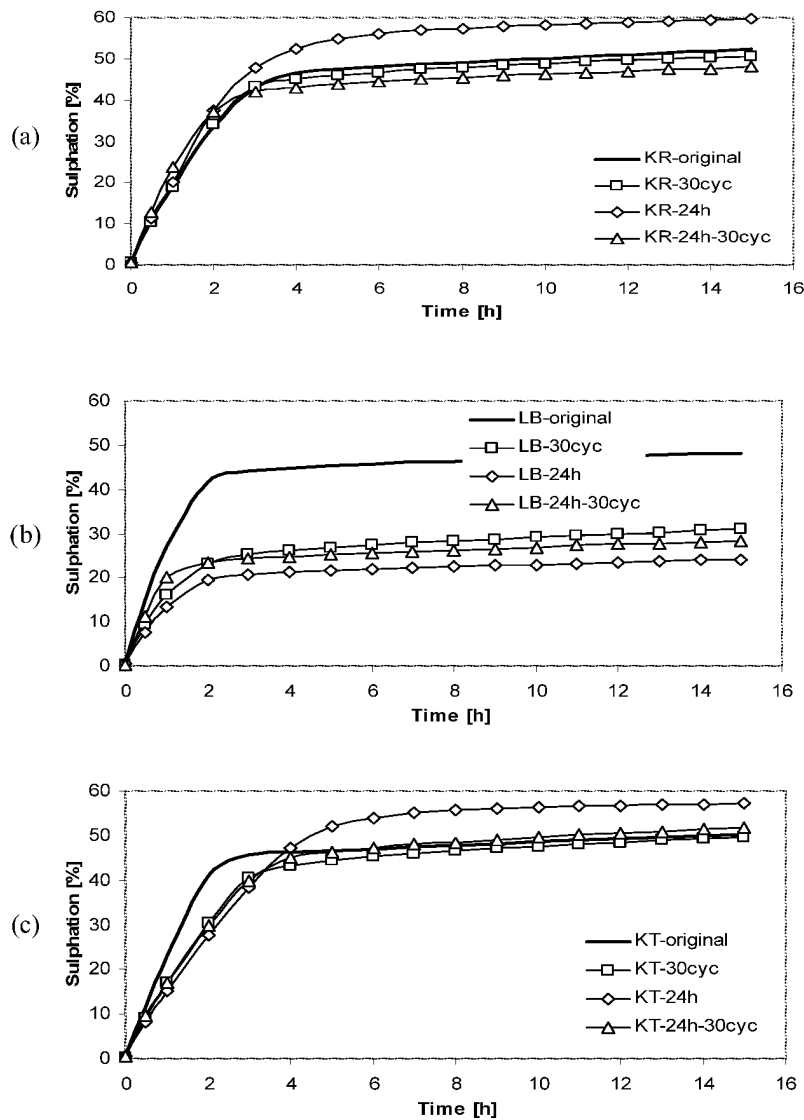 (a)
Sulphation [%]
60
50
40
30
20
10
0
KR-original
KR-30cyc
KR-24h
KR-24h-30cyc
0 2 4 6 8 10 12 14 16
Time [h]
(b)
Sulphation [%]
60
50
40
30
20
10
0
LB-original
LB-30cyc
LB-24h
LB-24h-30cyc
0 2 4 6 8 10 12 14 16
Time [h]
(c)
Sulphation [%]
60
50
40
30
20
10
0
KT-original
KT-30cyc
KT-24h
KT-24h-30cyc
0 2 4 6 8 10 12 14 16
Time [h]